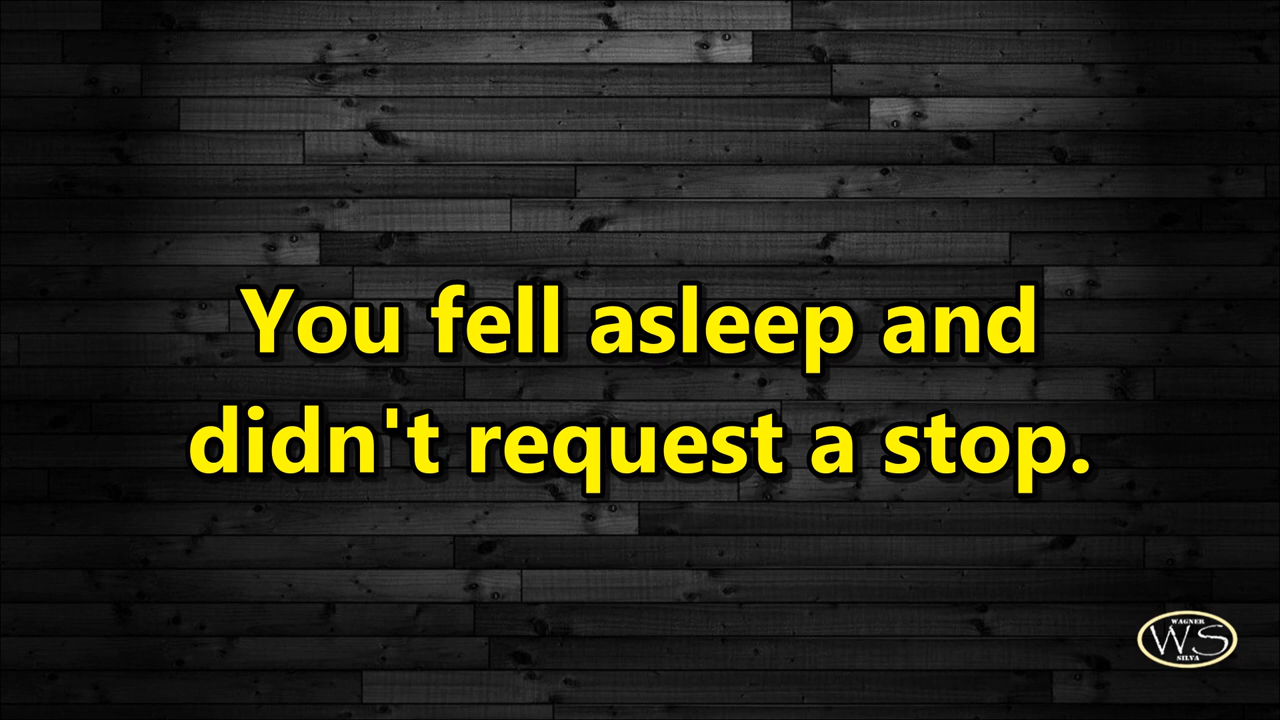 You fell asleep and
didn't request a stop.
WAGNER
WS
SILVA